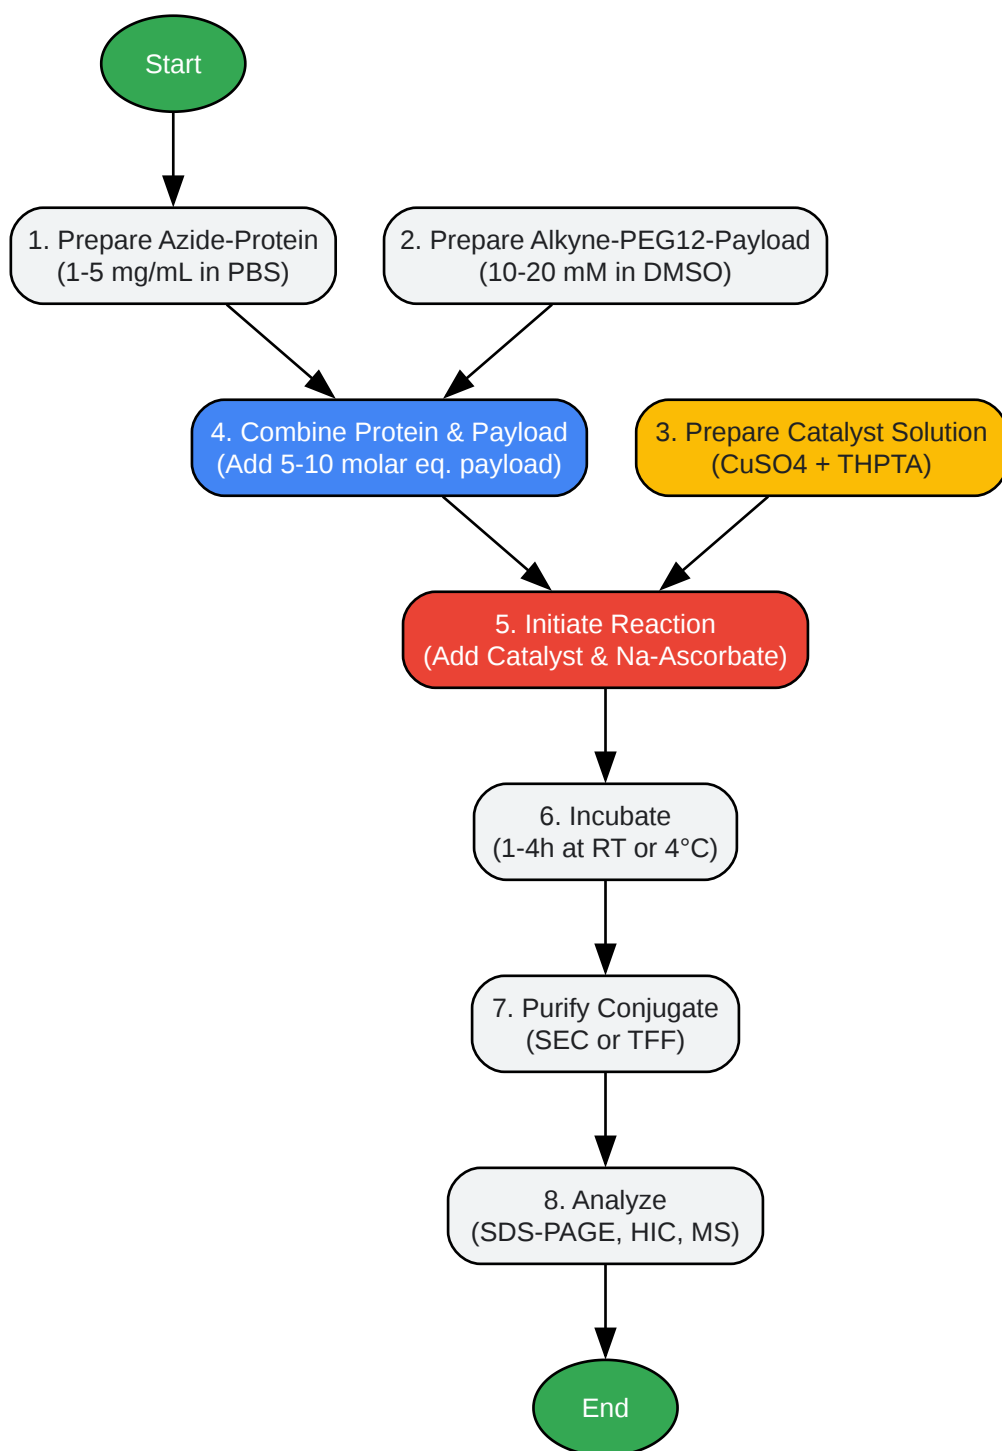 Start
1. Prepare Azide-Protein
(1-5 mg/mL in PBS)
2. Prepare Alkyne-PEG12-Payload
(10-20 mM in DMSO)
4. Combine Protein & Payload
(Add 5-10 molar eq. payload)
3. Prepare Catalyst Solution
(CuSO4 + THPTA)
5. Initiate Reaction
(Add Catalyst & Na-Ascorbate)
6. Incubate
(1-4h at RT or 4°C)
7. Purify Conjugate
(SEC or TFF)
8. Analyze
(SDS-PAGE, HIC, MS)
End